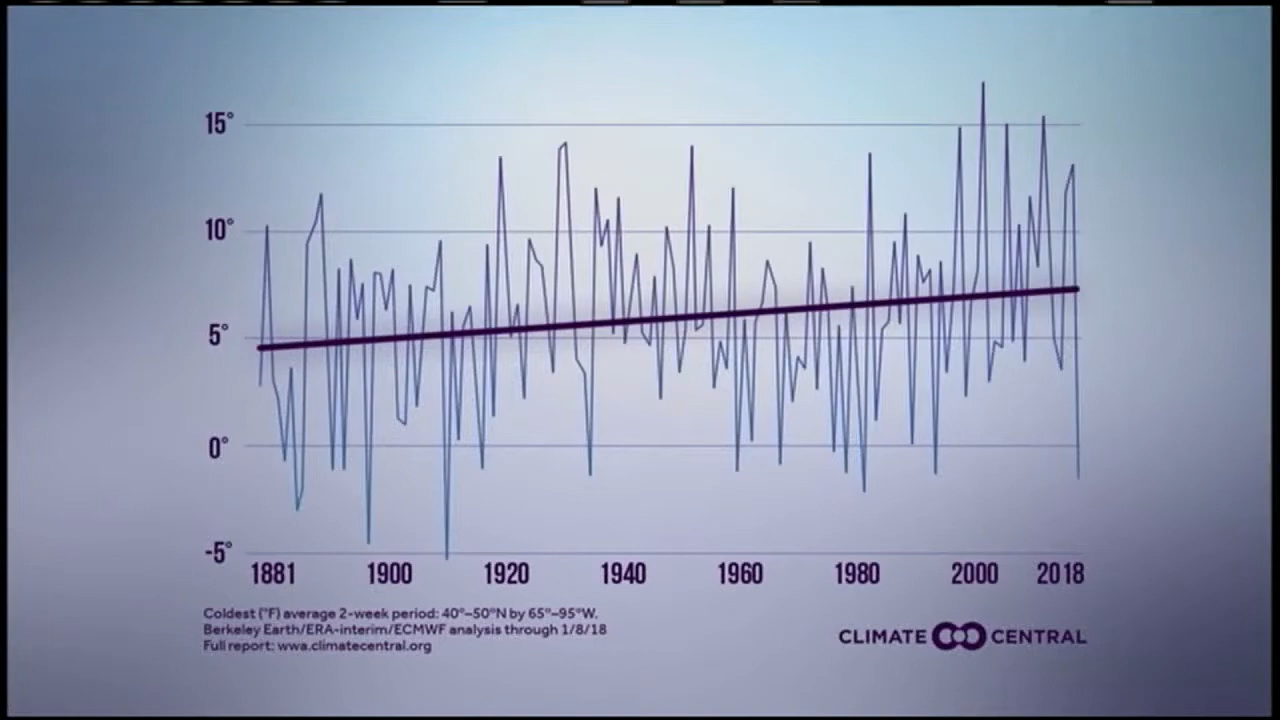 15°
10°
5°
0°
-5°
1881 1900 1920 1940 1960 1980 2000 2018
Coldest (°F) average 2-week period: 40°–50°N by 65°–95°W.
Berkeley Earth/ERA-interim/ECMWF analysis through 1/8/18
Full report: www.climatecentral.org
CLIMATE CENTRAL